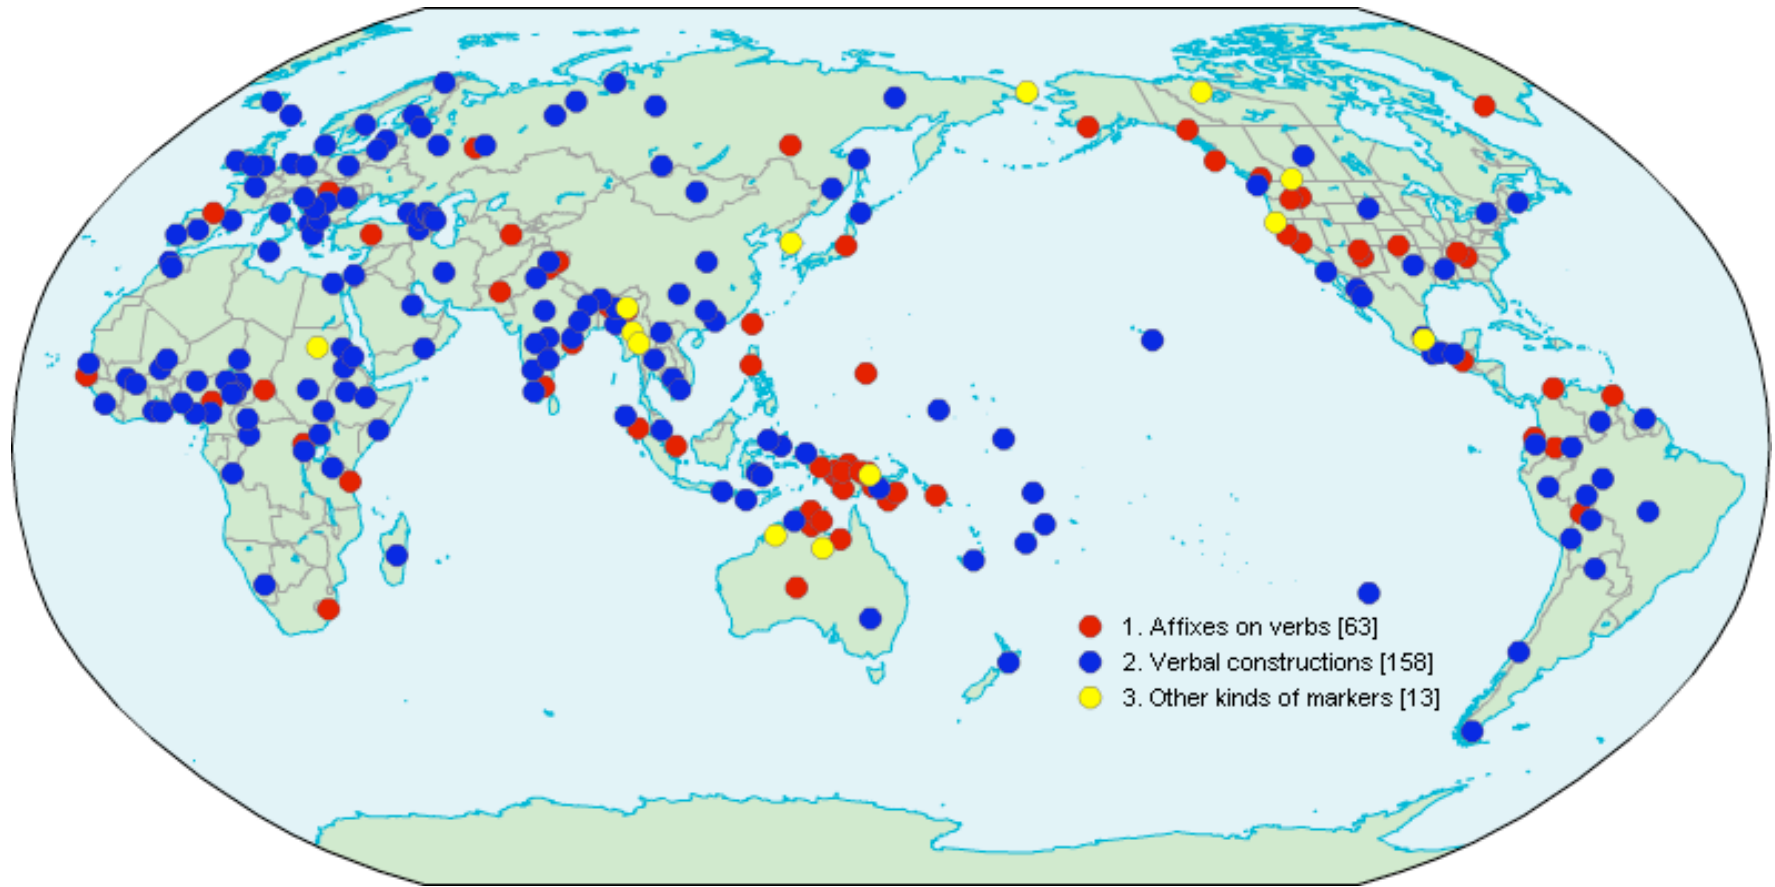 1. Affixes on verbs [63]
2. Verbal constructions [158]
3. Other kinds of markers [13]